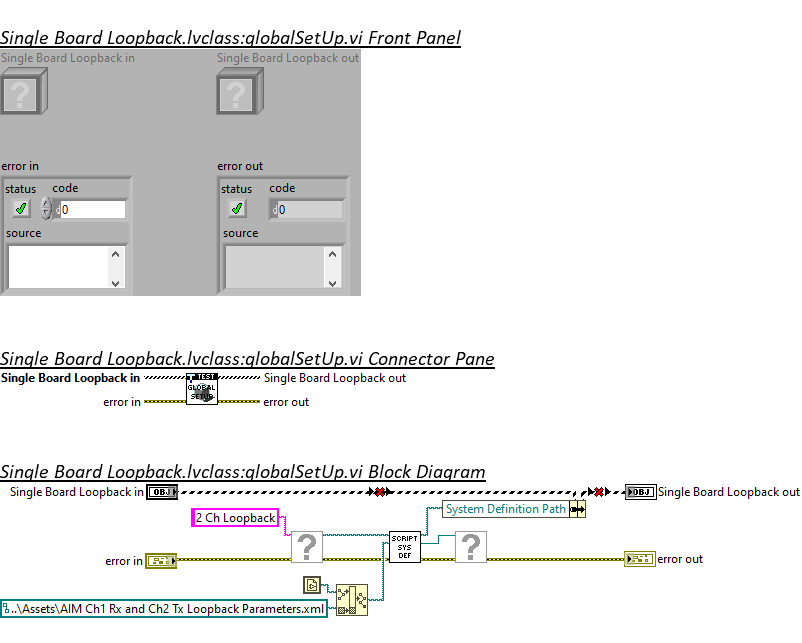 Single Board Loopback.lvclass:globalSetUp.vi Front Panel
Single Board Loopback in
Single Board Loopback out
?
?
error in
error out
status code
status code
0
0
source
source
Single Board Loopback.lvclass:globalSetUp.vi Connector Pane
Single Board Loopback in
TEST
Single Board Loopback out
GLOBAL
SETUP
error in
error out
Single Board Loopback.lvclass:globalSetUp.vi Block Diagram
Single Board Loopback in
OBJ
OBJ
Single Board Loopback out
System Definition Path
2 Ch Loopback
?
SCRIPT
SYS
DEF
?
error in
error out
..\Assets\AIM Ch1 Rx and Ch2 Tx Loopback Parameters.xml